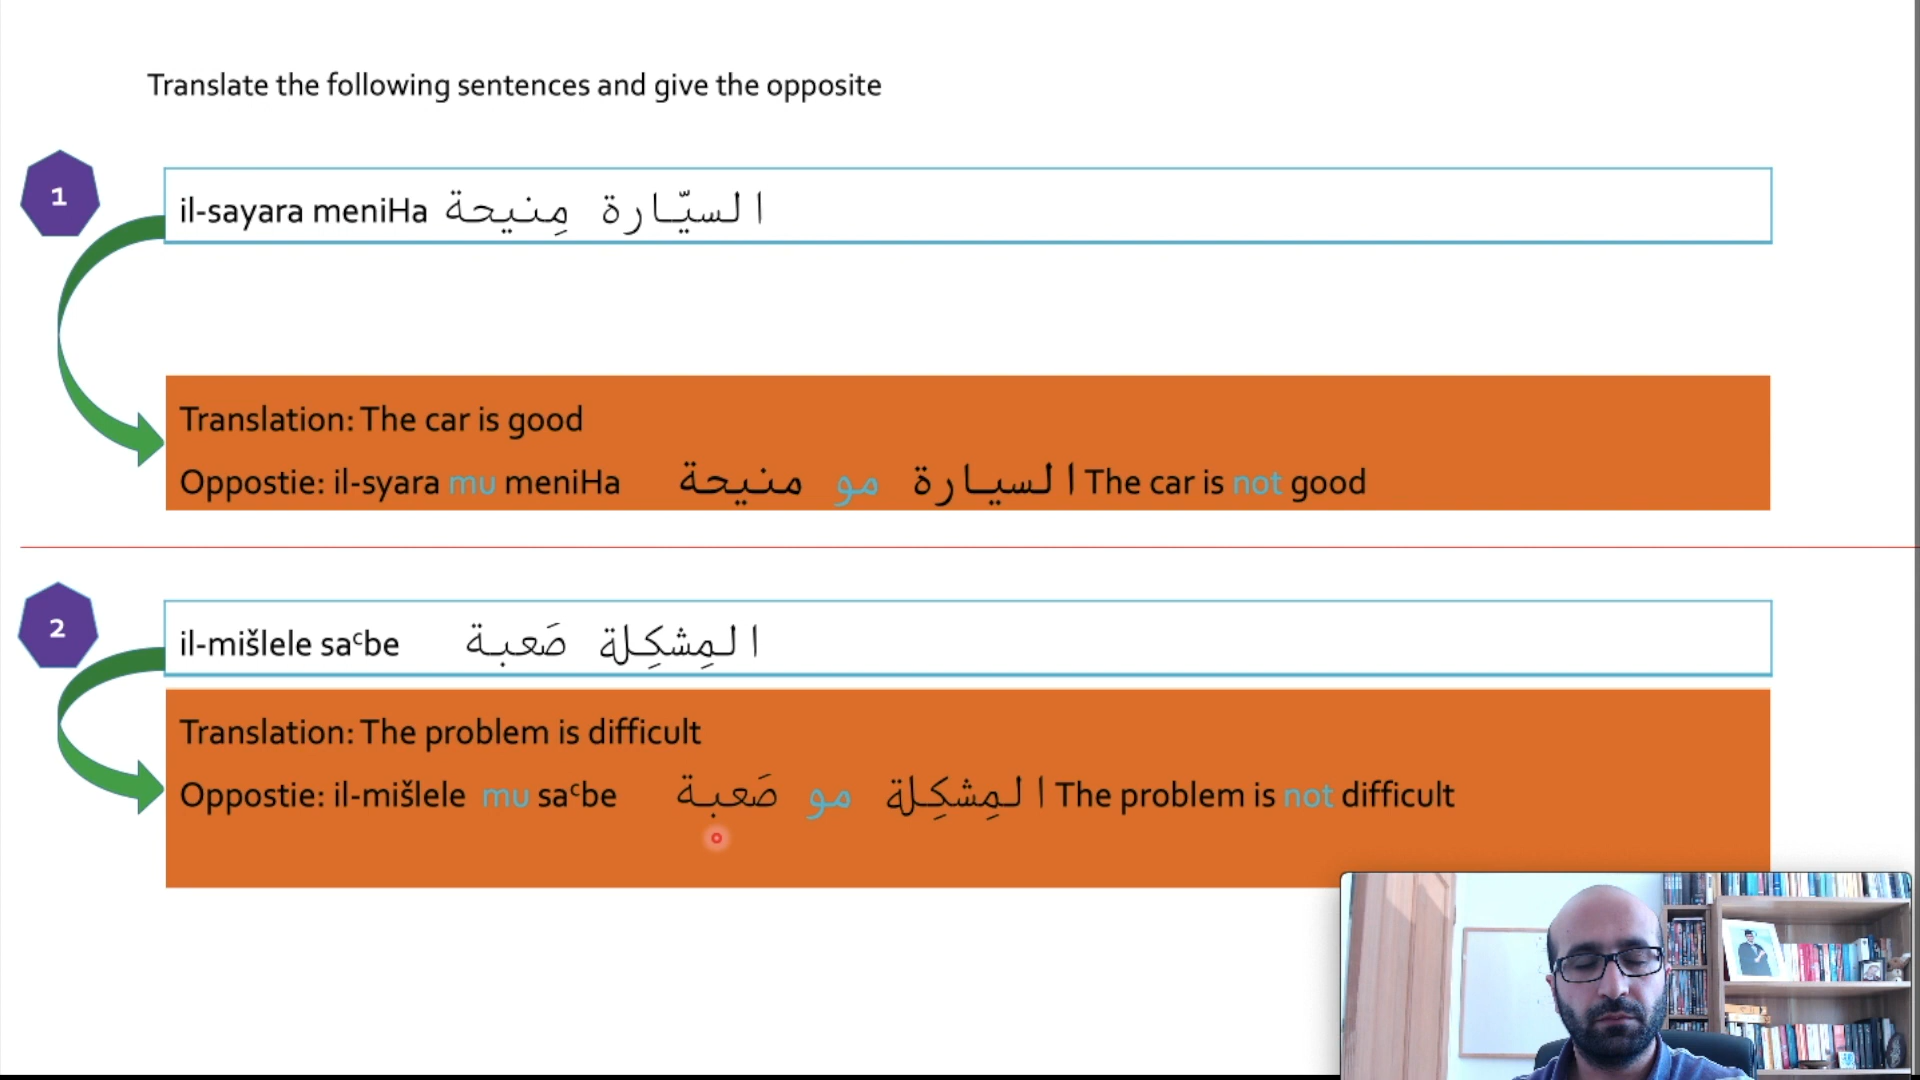 Translate the following sentences and give the opposite
1
il-sayara meniHa السيّارة مِنيحة
Translation: The car is good
Oppostie: il-syara mu meniHa السيارة مو منيحة The car is not good
2
il-mišlele saᶜbe المِشكِلة صَعبة
Translation: The problem is difficult
Oppostie: il-mišlele mu saᶜbe المِشكِلة مو صَعبة The problem is not difficult